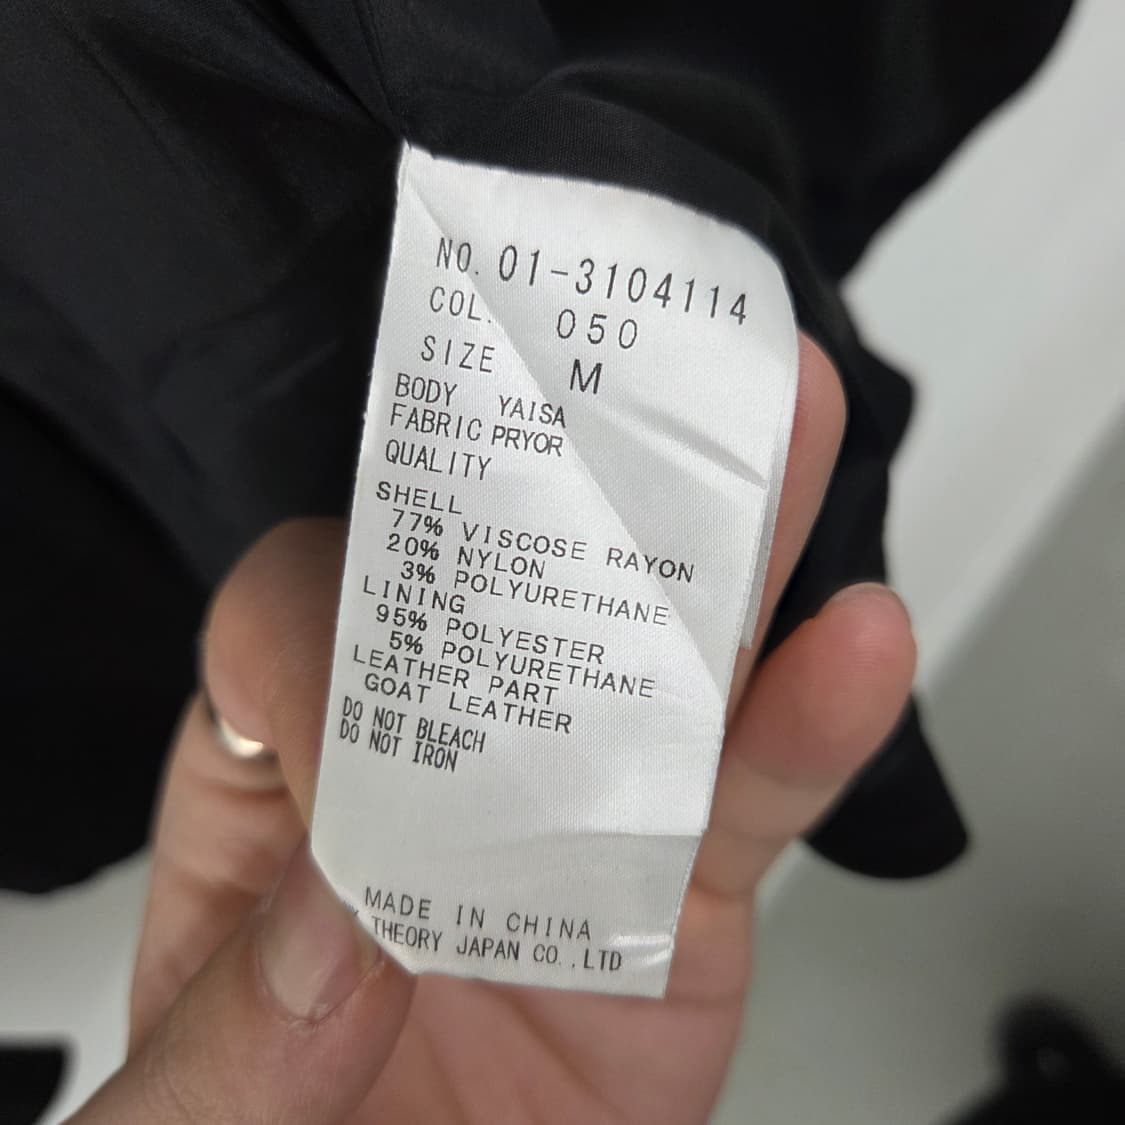 NO. 01-3104114
COL. 050
SIZE M
BODY YAISA
FABRIC PRYOR
QUALITY
SHELL
77% VISCOSE RAYON
20% NYLON
3% POLYURETHANE
LINING
95% POLYESTER
5% POLYURETHANE
LEATHER PART
GOAT LEATHER
DO NOT BLEACH
DO NOT IRON
MADE IN CHINA
THEORY JAPAN CO.,LTD